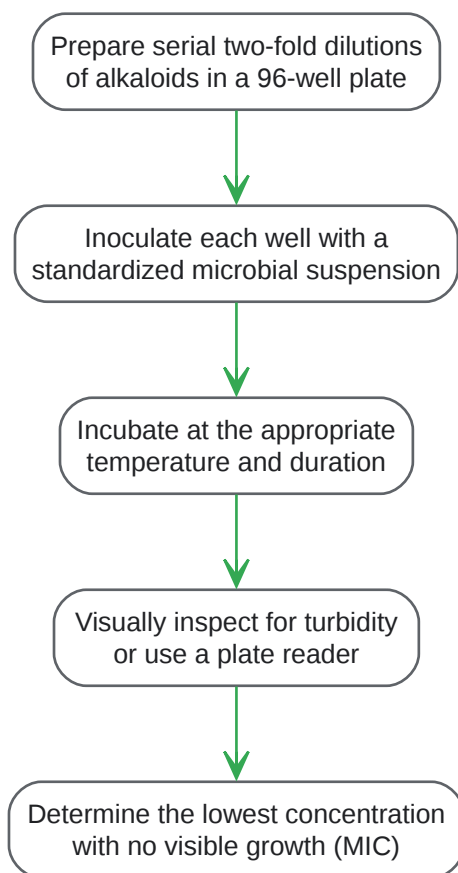 Prepare serial two-fold dilutions
of alkaloids in a 96-well plate
Inoculate each well with a
standardized microbial suspension
Incubate at the appropriate
temperature and duration
Visually inspect for turbidity
or use a plate reader
Determine the lowest concentration
with no visible growth (MIC)